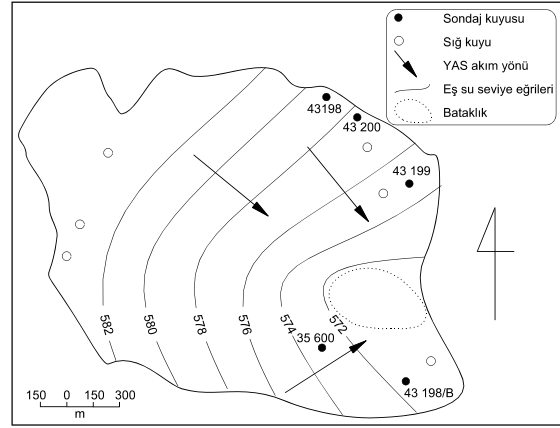 Sondaj kuyusu
Sığ kuyu
YAS akım yönü
Eş su seviye eğrileri
Bataklık
43198
43 200
43 199
582
580
578
576
574
572
35 600
43 198/B
150 0 150 300
m